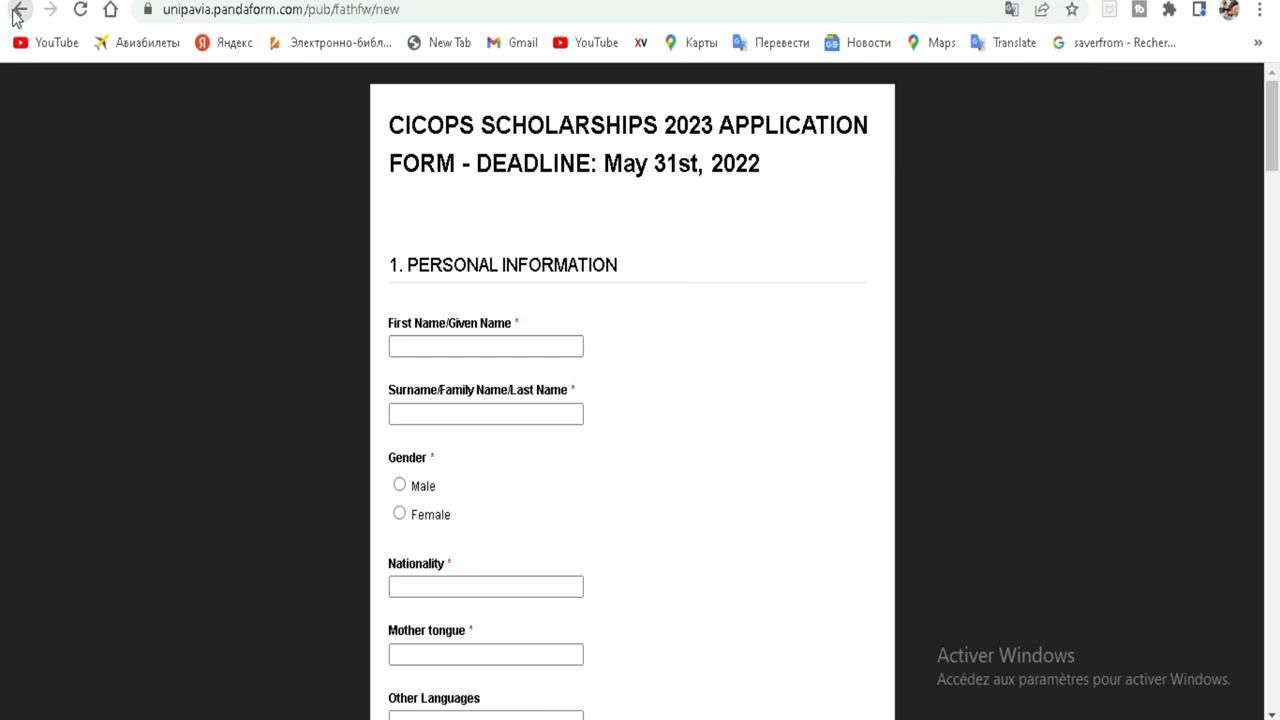 unipavia.pandaform.com/pub/fathfw/new
YouTube Авиабилеты Яндекс Электронно-библ... New Tab Gmail YouTube XV Карты Перевести Новости Maps Translate saverfrom - Recher... »
CICOPS SCHOLARSHIPS 2023 APPLICATION
FORM - DEADLINE: May 31st, 2022
1. PERSONAL INFORMATION
First Name/Given Name *
Surname/Family Name/Last Name *
Gender *
Male
Female
Nationality *
Mother tongue *
Other Languages
Activer Windows
Accédez aux paramètres pour activer Windows.